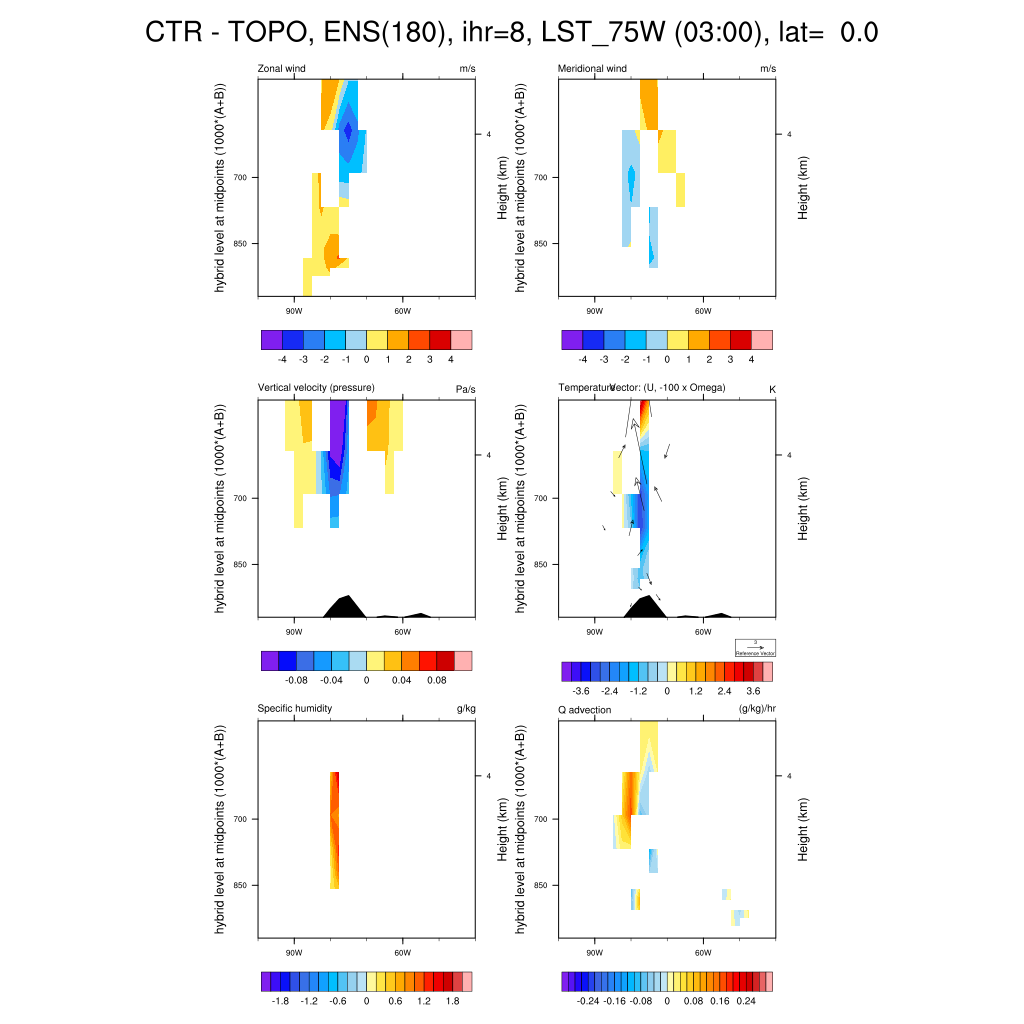 CTR - TOPO, ENS(180), ihr=8, LST_75W (03:00), lat= 0.0
Zonal wind m/s
hybrid level at midpoints (1000*(A+B))
700
850
90W 60W
4
Height (km)
-4 -3 -2 -1 0 1 2 3 4
Meridional wind m/s
hybrid level at midpoints (1000*(A+B))
700
850
90W 60W
4
Height (km)
-4 -3 -2 -1 0 1 2 3 4
Vertical velocity (pressure) Pa/s
hybrid level at midpoints (1000*(A+B))
700
850
90W 60W
4
Height (km)
-0.08 -0.04 0 0.04 0.08
Temperature Vector: (U, -100 x Omega) K
hybrid level at midpoints (1000*(A+B))
700
850
90W 60W
4
Height (km)
3
Reference Vector
-3.6 -2.4 -1.2 0 1.2 2.4 3.6
Specific humidity g/kg
hybrid level at midpoints (1000*(A+B))
700
850
90W 60W
4
Height (km)
-1.8 -1.2 -0.6 0 0.6 1.2 1.8
Q advection (g/kg)/hr
hybrid level at midpoints (1000*(A+B))
700
850
90W 60W
4
Height (km)
-0.24 -0.16 -0.08 0 0.08 0.16 0.24